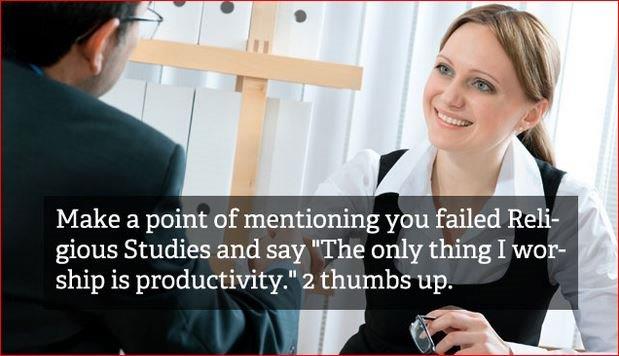 Make a point of mentioning you failed Reli-
gious Studies and say "The only thing I wor-
ship is productivity." 2 thumbs up.